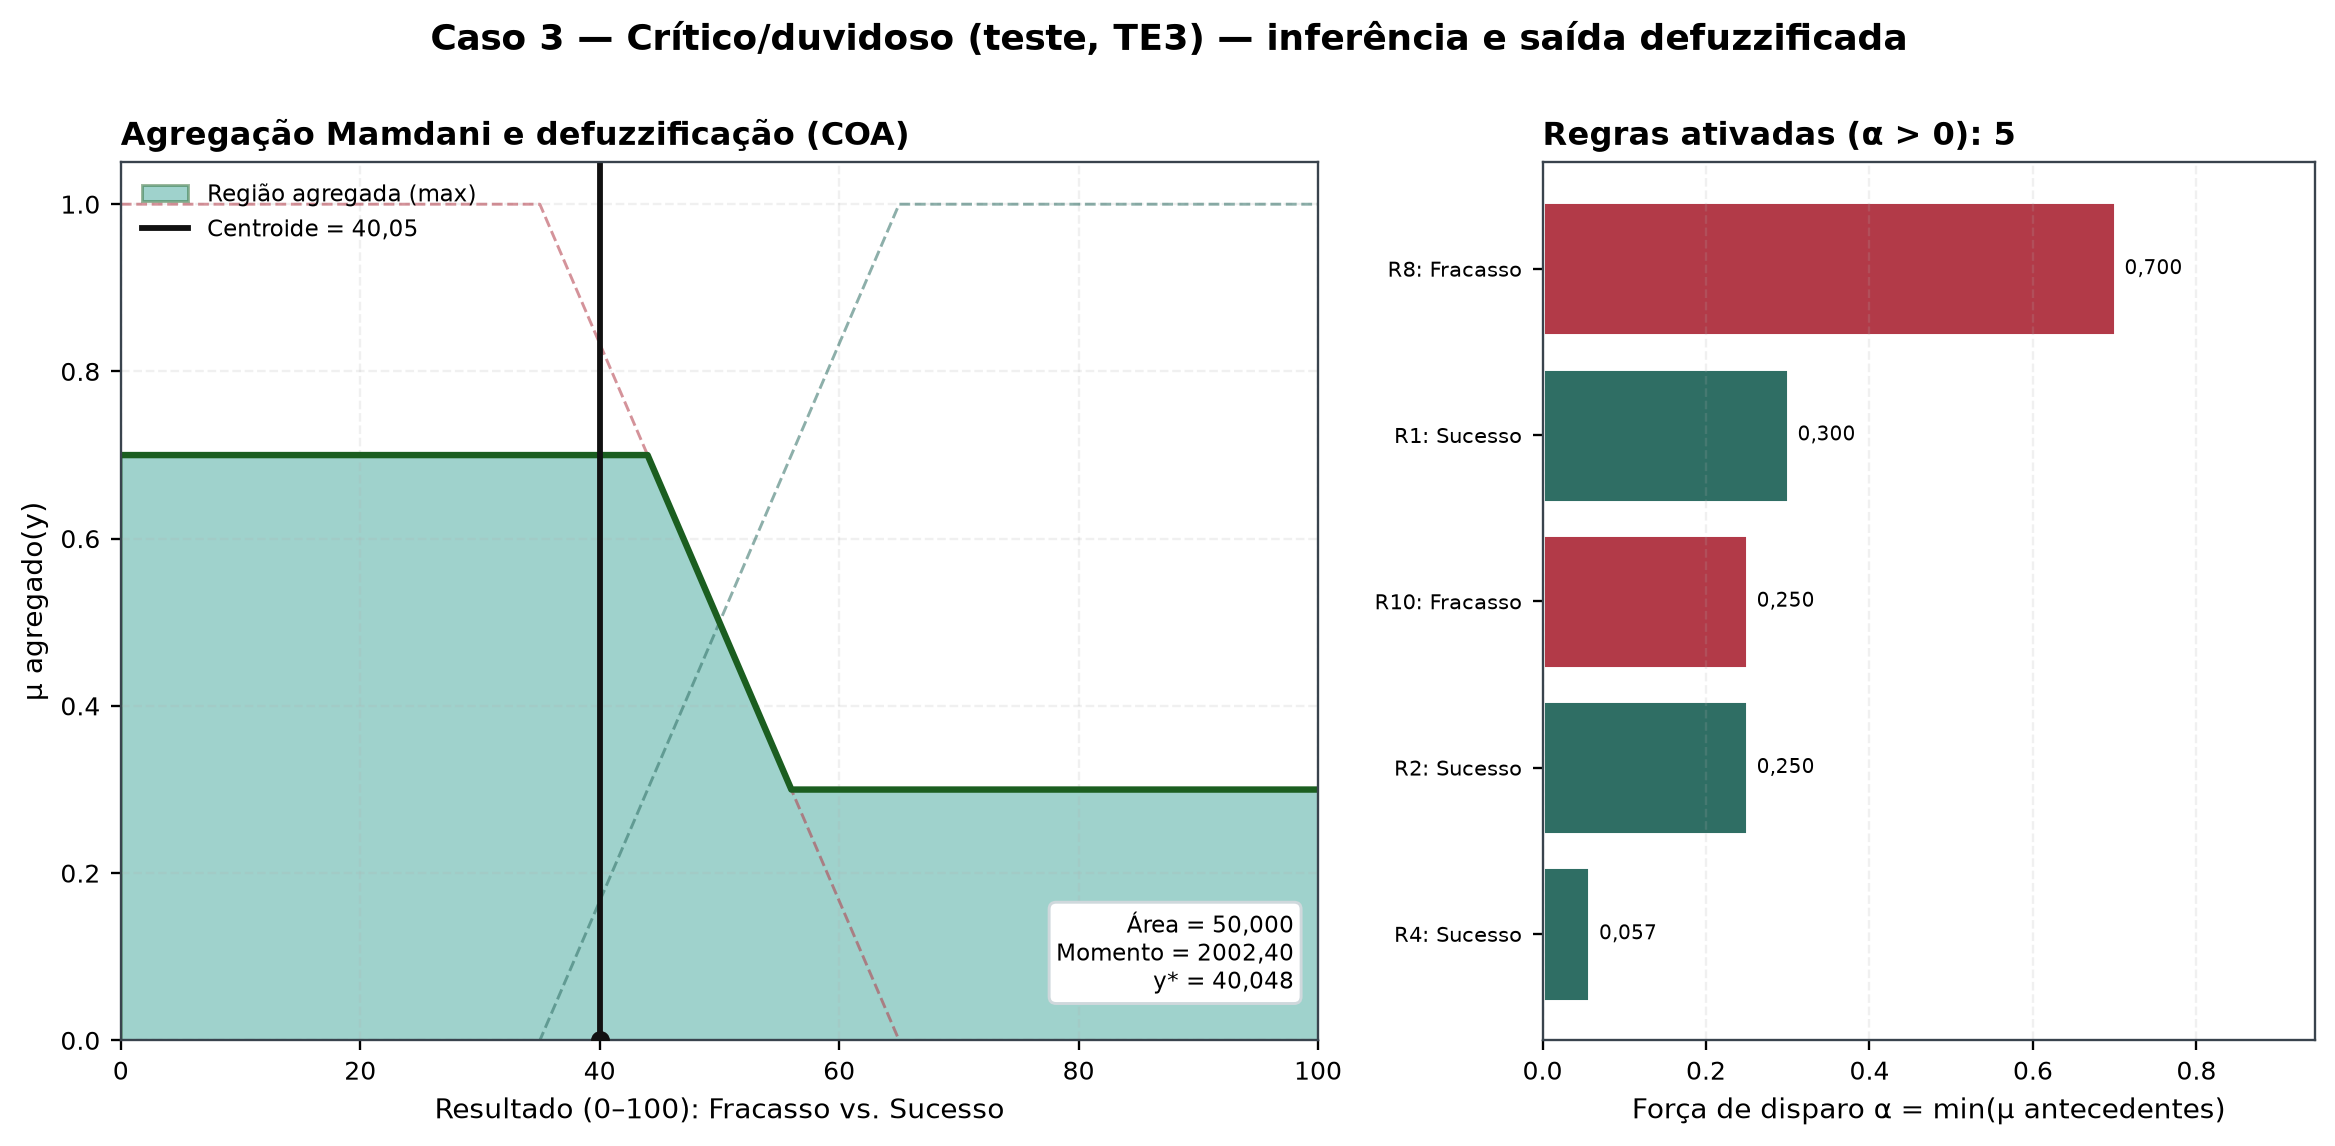 Caso 3 — Crítico/duvidoso (teste, TE3) — inferência e saída defuzzificada
Agregação Mamdani e defuzzificação (COA)
Região agregada (max)
Centroide = 40,05
1.0
0.8
0.6
0.4
0.2
0.0
μ agregado(y)
Área = 50,000
Momento = 2002,40
y* = 40,048
0 20 40 60 80 100
Resultado (0–100): Fracasso vs. Sucesso
Regras ativadas (α > 0): 5
R8: Fracasso 0,700
R1: Sucesso 0,300
R10: Fracasso 0,250
R2: Sucesso 0,250
R4: Sucesso 0,057
0.0 0.2 0.4 0.6 0.8
Força de disparo α = min(μ antecedentes)